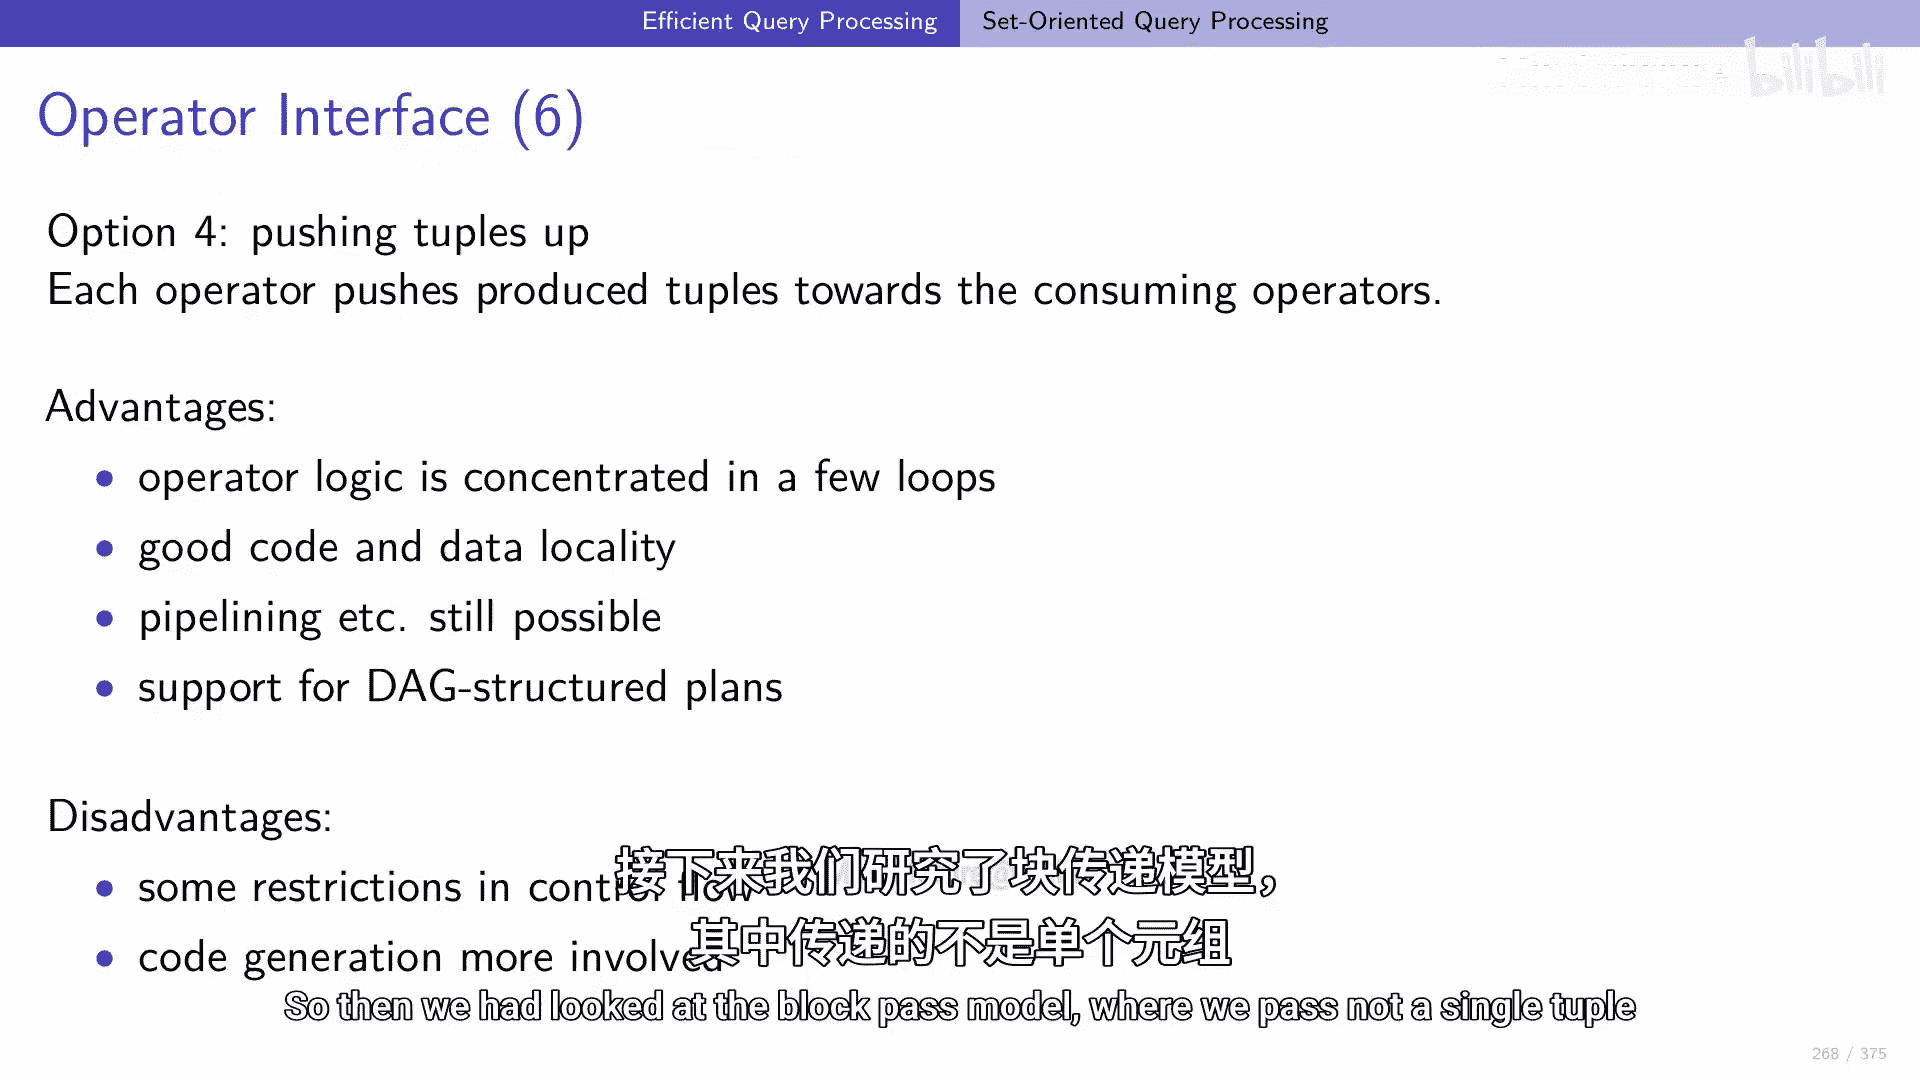 Efficient Query Processing
Set-Oriented Query Processing
bilibili
Operator Interface (6)
Option 4: pushing tuples up
Each operator pushes produced tuples towards the consuming operators.
Advantages:
• operator logic is concentrated in a few loops
• good code and data locality
• pipelining etc. still possible
• support for DAG-structured plans
Disadvantages:
• some restrictions in control flow
• code generation more involved
接下来我们研究了块传递模型，
其中传递的不是单个元组
So then we had looked at the block pass model, where we pass not a single tuple
268 / 375